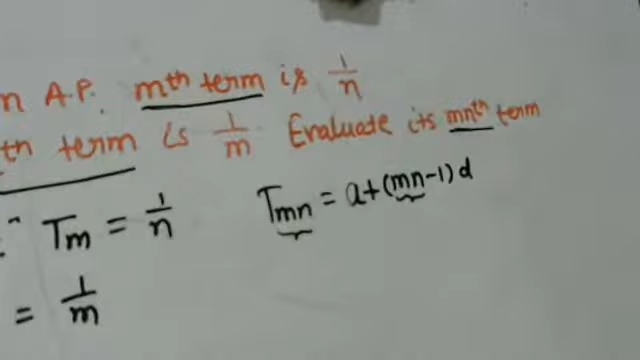 n A.P. mth term is 1/n
th term is 1/m Evaluate its mnth term
Tm = 1/n Tmn = a+(mn-1)d
= 1/m